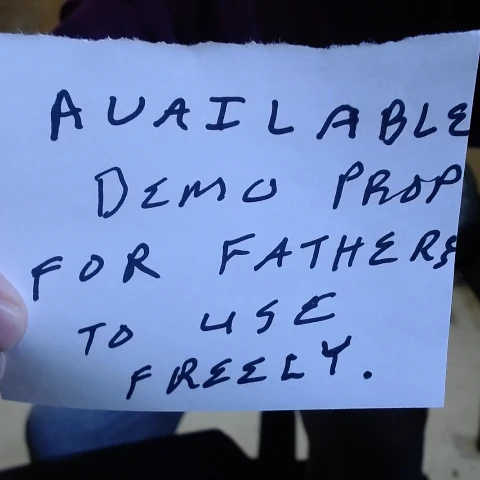 AVAILABLE
DEMO PROP
FOR FATHERS
TO USE
FREELY.